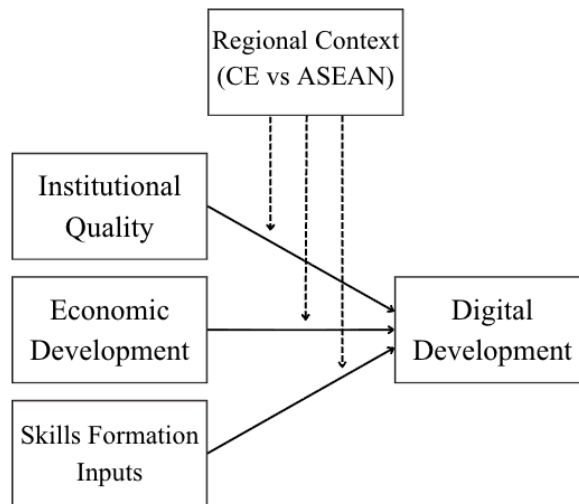 Regional Context
(CE vs ASEAN)
Institutional
Quality
Economic
Development
Digital
Development
Skills Formation
Inputs